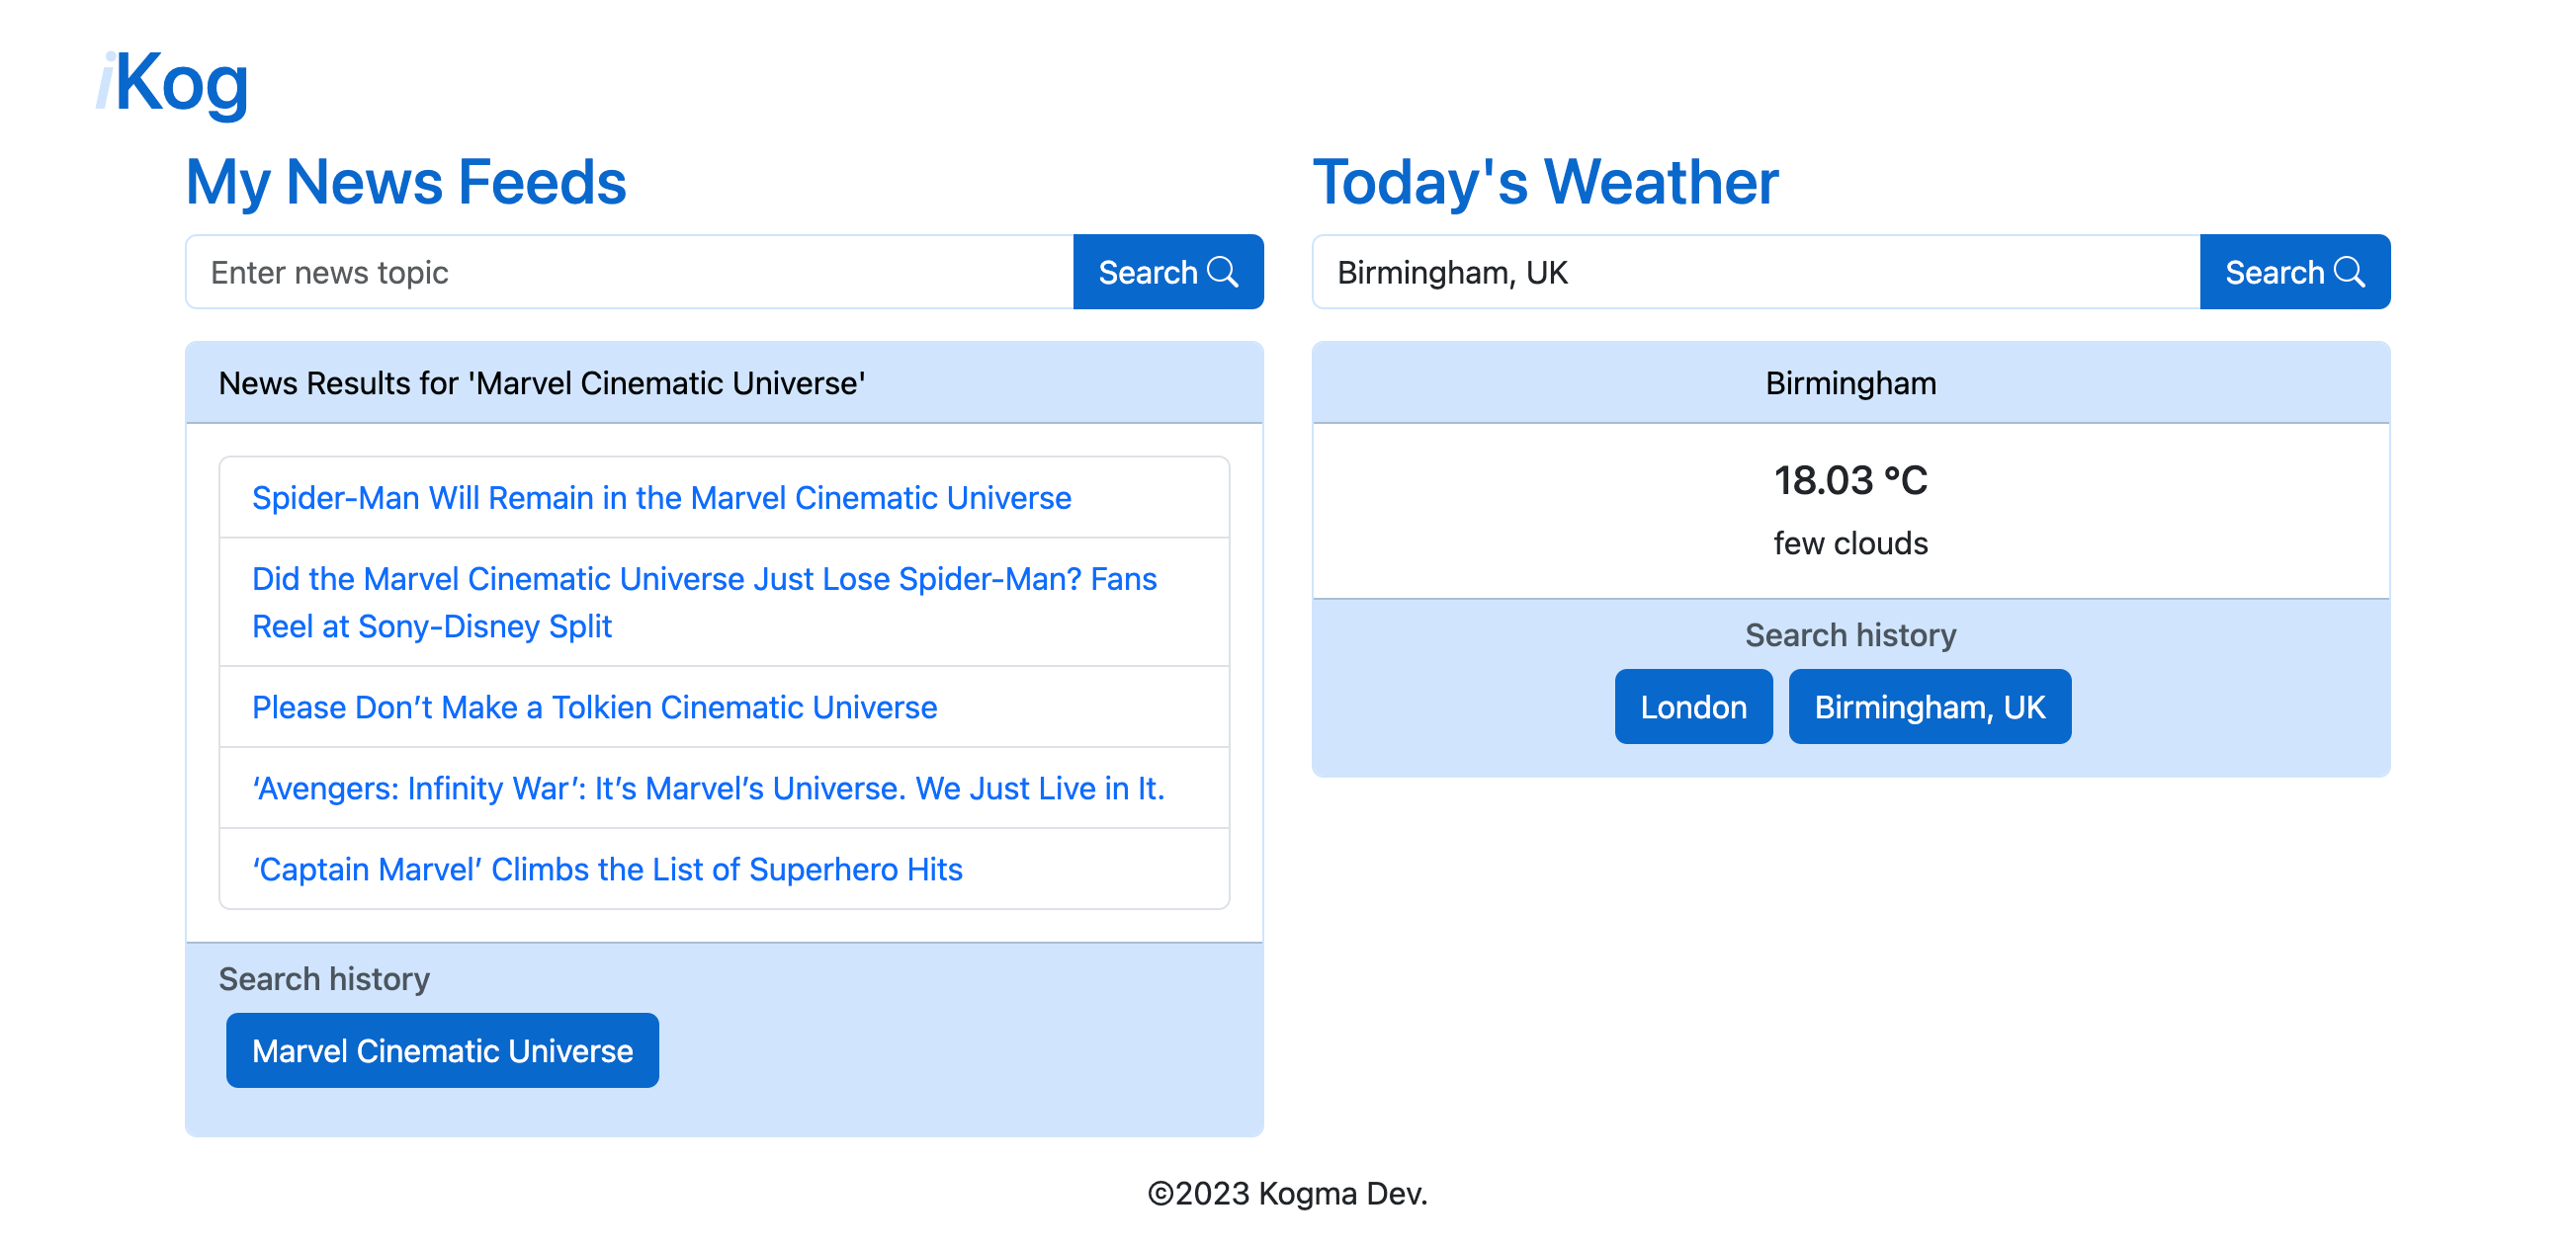 iKog
My News Feeds
Enter news topic
Search
News Results for 'Marvel Cinematic Universe'
Spider-Man Will Remain in the Marvel Cinematic Universe
Did the Marvel Cinematic Universe Just Lose Spider-Man? Fans
Reel at Sony-Disney Split
Please Don’t Make a Tolkien Cinematic Universe
‘Avengers: Infinity War’: It’s Marvel’s Universe. We Just Live in It.
‘Captain Marvel’ Climbs the List of Superhero Hits
Search history
Marvel Cinematic Universe
Today's Weather
Birmingham, UK
Search
Birmingham
18.03 °C
few clouds
Search history
London
Birmingham, UK
©2023 Kogma Dev.